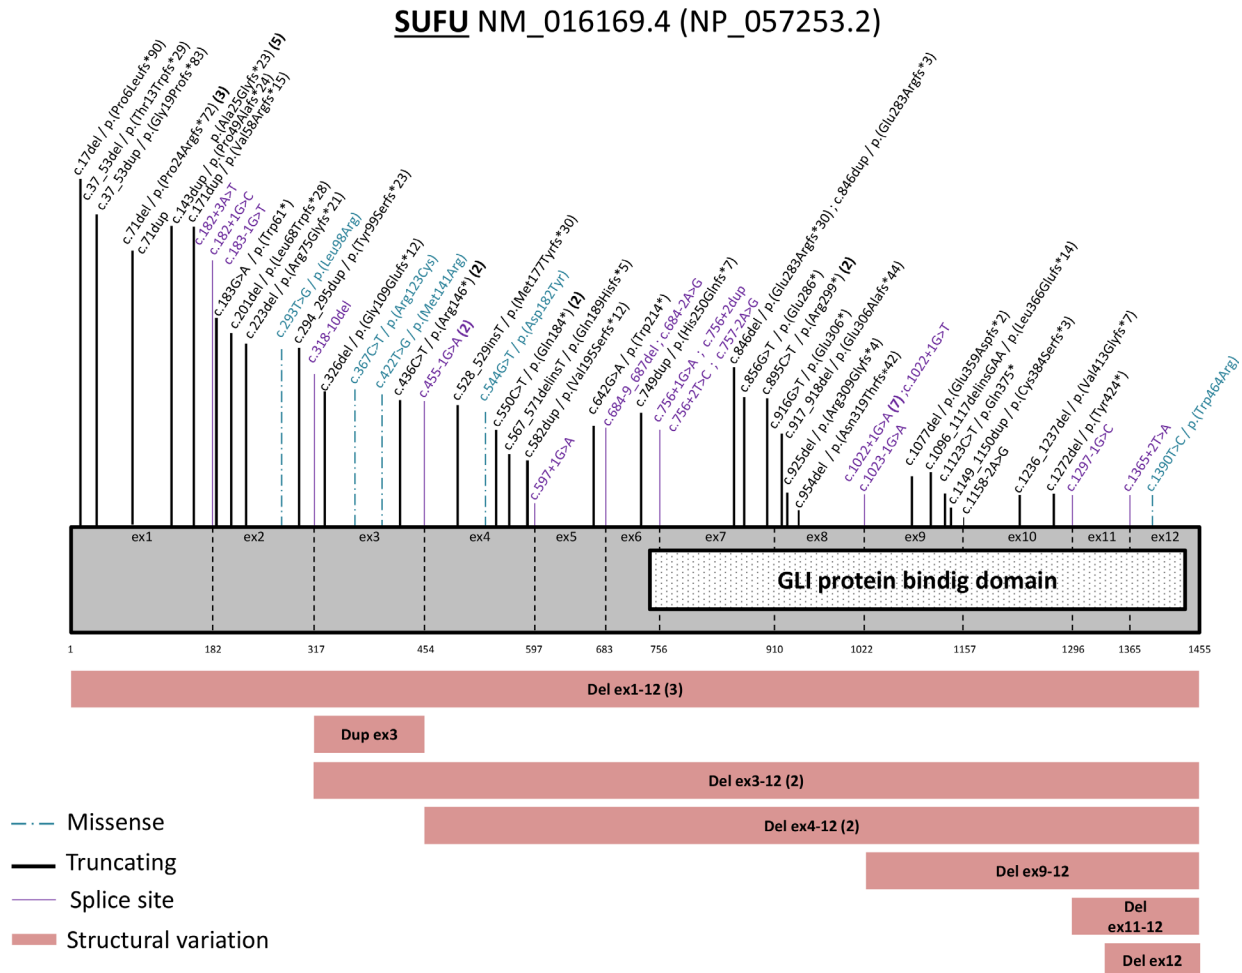 SUFU NM_016169.4 (NP_057253.2)
c.17del / p.(Pro6Leufs*90)
c.37_53del / p.(Thr13Trpfs*29)
c.37_53dup / p.(Gly19Profs*83)
c.71del / p.(Pro24Argfs*72) (3)
c.71dup p.(Ala25Glyfs*23) (5)
c.143dup / p.(Pro49Alafs*24)
c.171dup / p.(Val58Argfs*15)
c.182+3A>T
c.182+1G>C
c.183-1G>T
c.183G>A / p.(Trp61*)
c.201del / p.(Leu68Trpfs*28)
c.223del / p.(Arg75Glyfs*21)
c.293T>G / p.(Leu98Arg)
c.294_295dup / p.(Tyr99Serfs*23)
c.318-10del
c.326del / p.(Gly109Glufs*12)
c.367C>T / p.(Arg123Cys)
c.422T>G / p.(Met141Arg)
c.436C>T / p.(Arg146*) (2)
c.455-1G>A (2)
c.528_529insT / p.(Met177Tyrfs*30)
c.544G>T / p.(Asp182Tyr)
c.550C>T / p.(Gln184*) (2)
c.567_571delinsT / p.(Gln189Hisfs*5)
c.582dup / p.(Val195Serfs*12)
c.597+1G>A
c.642G>A / p.(Trp214*)
c.684-9_687del ; c.684-2A>G
c.749dup / p.(His250Glnfs*7)
c.756+1G>A ; c.756+2dup
c.756+2T>C ; c.757-2A>G
c.846del / p.(Glu283Argfs*30) ; c.846dup / p.(Glu283Argfs*3)
c.856G>T / p.(Glu286*)
c.895C>T / p.(Arg299*) (2)
c.916G>T / p.(Glu306*)
c.917_918del / p.(Glu306Alafs*44)
c.925del / p.(Arg309Glyfs*4)
c.954del / p.(Asn319Thrfs*42)
c.1022+1G>A (7) ; c.1022+1G>T
c.1023-1G>A
c.1077del / p.(Glu359Aspfs*2)
c.1096_1117delinsGAA / p.(Leu366Glufs*14)
c.1123C>T / p.Gln375*
c.1149_1150dup / p.(Cys384Serfs*3)
c.1158-2A>G
c.1236_1237del / p.(Val413Glyfs*7)
c.1272del / p.(Tyr424*)
c.1297-1G>C
c.1365+2T>A
c.1390T>C / p.(Trp464Arg)
ex1 ex2 ex3 ex4 ex5 ex6 ex7 ex8 ex9 ex10 ex11 ex12
GLI protein bindig domain
1 182 317 454 597 683 756 910 1022 1157 1296 1365 1455
Del ex1-12 (3)
Dup ex3
Del ex3-12 (2)
Del ex4-12 (2)
Del ex9-12
Del
ex11-12
Del ex12
Missense
Truncating
Splice site
Structural variation